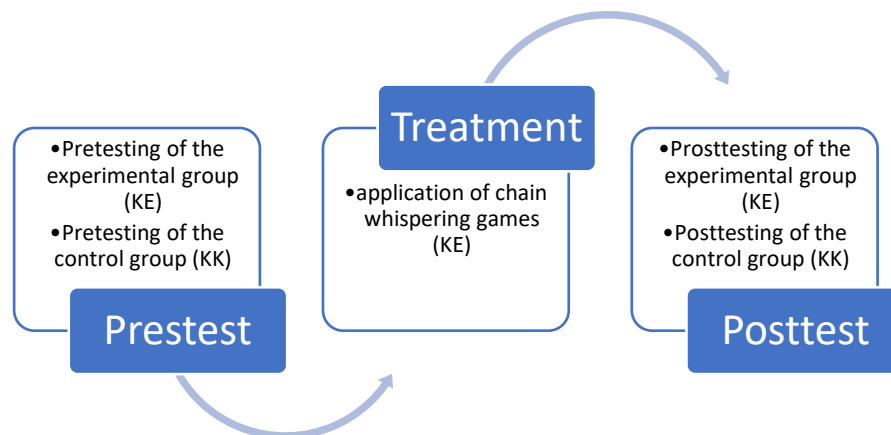 •Pretesting of the
experimental group
(KE)
•Pretesting of the
control group (KK)
Prestest
Treatment
•application of chain
whispering games
(KE)
•Prosttesting of the
experimental group
(KE)
•Posttesting of the
control group (KK)
Posttest